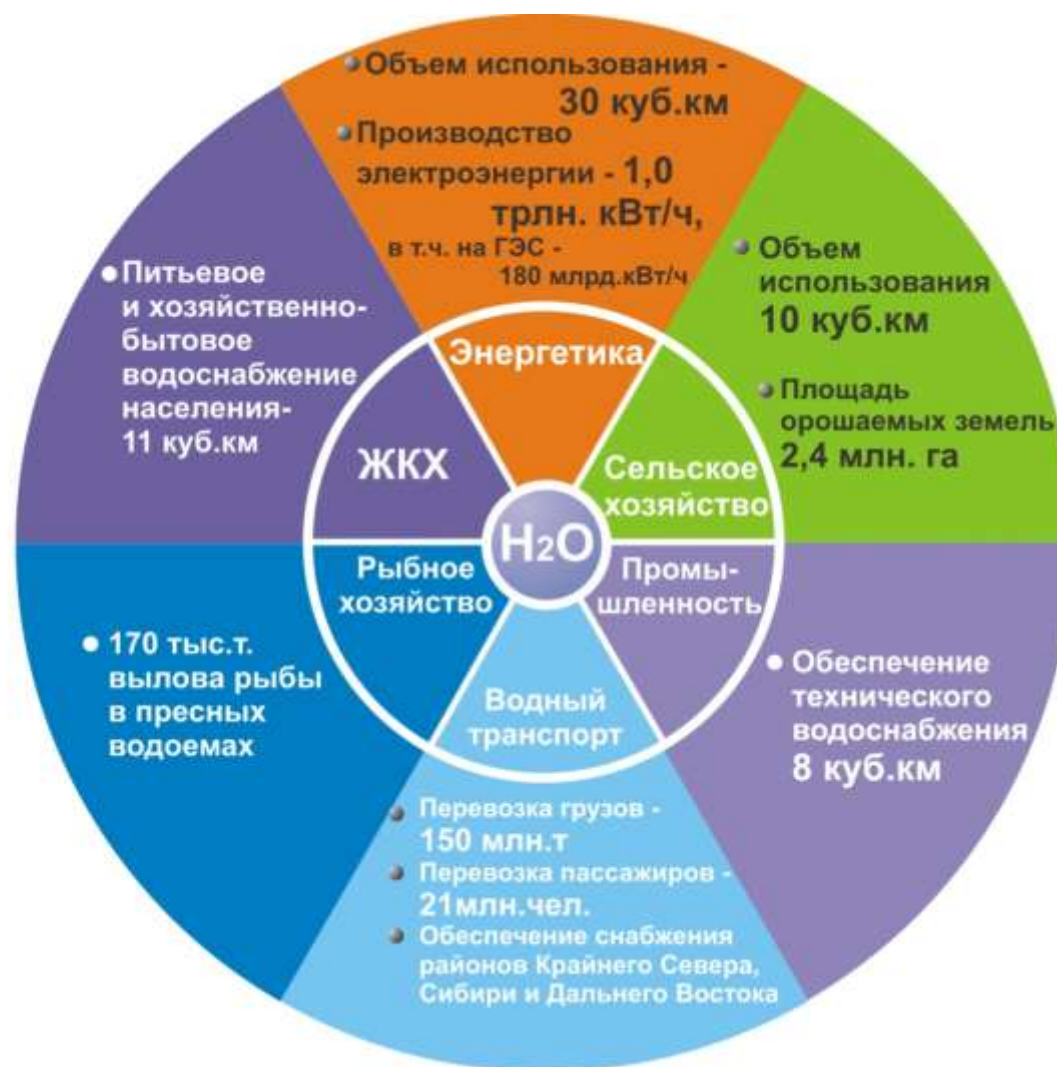 Объем использования -
30 куб.км
Производство
электроэнергии - 1,0
трлн. кВт/ч,
в т.ч. на ГЭС -
180 млрд.кВт/ч
Энергетика
Объем
использования
10 куб.км
Площадь
орошаемых земель
2,4 млн. га
Сельское
хозяйство
Обеспечение
технического
водоснабжения
8 куб.км
Промы-
шленность
Водный
транспорт
Перевозка грузов -
150 млн.т
Перевозка пассажиров -
21млн.чел.
Обеспечение снабжения
районов Крайнего Севера,
Сибири и Дальнего Востока
Рыбное
хозяйство
170 тыс.т.
вылова рыбы
в пресных
водоемах
ЖКХ
Питьевое
и хозяйственно-
бытовое
водоснабжение
населения-
11 куб.км
H2O